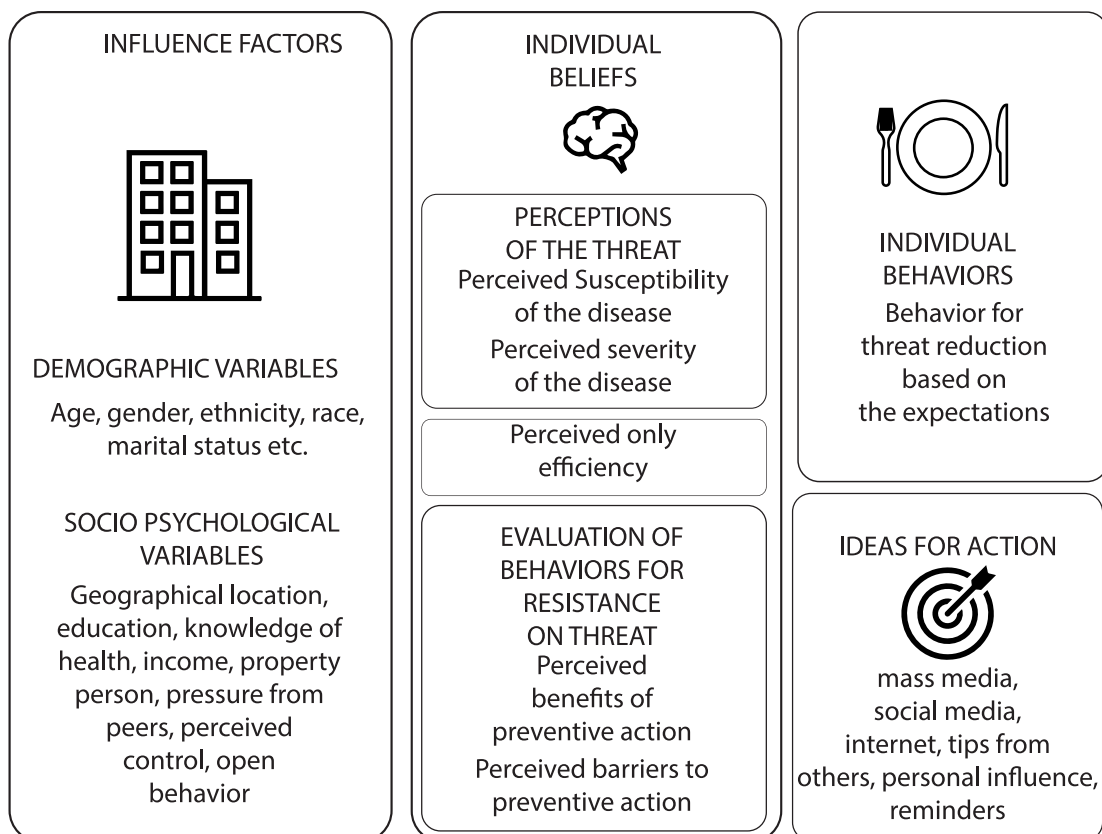 INFLUENCE FACTORS
DEMOGRAPHIC VARIABLES
Age, gender, ethnicity, race,
marital status etc.
SOCIO PSYCHOLOGICAL
VARIABLES
Geographical location,
education, knowledge of
health, income, property
person, pressure from
peers, perceived
control, open
behavior
INDIVIDUAL
BELIEFS
PERCEPTIONS
OF THE THREAT
Perceived Susceptibility
of the disease
Perceived severity
of the disease
Perceived only
efficiency
EVALUATION OF
BEHAVIORS FOR
RESISTANCE
ON THREAT
Perceived
benefits of
preventive action
Perceived barriers to
preventive action
INDIVIDUAL
BEHAVIORS
Behavior for
threat reduction
based on
the expectations
IDEAS FOR ACTION
mass media,
social media,
internet, tips from
others, personal influence,
reminders